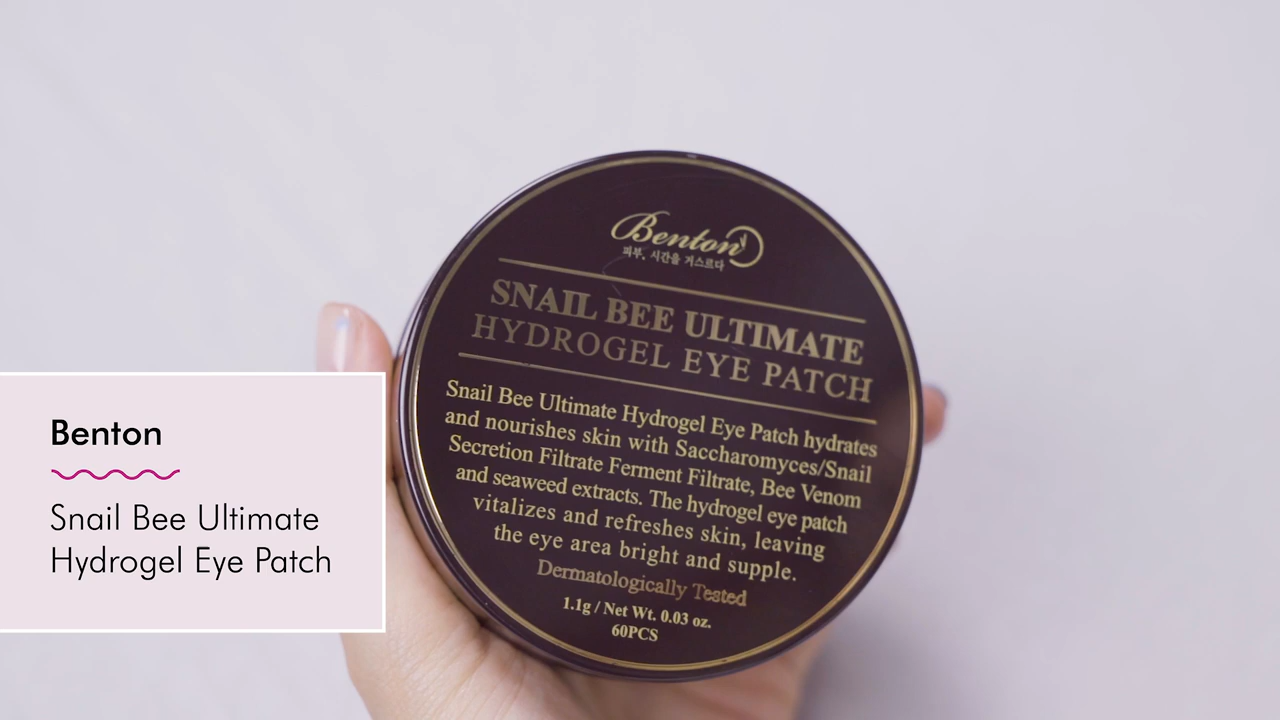 Benton
피부, 시간을 거스르다
SNAIL BEE ULTIMATE
HYDROGEL EYE PATCH
Snail Bee Ultimate Hydrogel Eye Patch hydrates
and nourishes skin with Saccharomyces/Snail
Secretion Filtrate Ferment Filtrate, Bee Venom
and seaweed extracts. The hydrogel eye patch
vitalizes and refreshes skin, leaving
the eye area bright and supple.
Dermatologically Tested
1.1g / Net Wt. 0.03 oz.
60PCS
Benton
Snail Bee Ultimate
Hydrogel Eye Patch